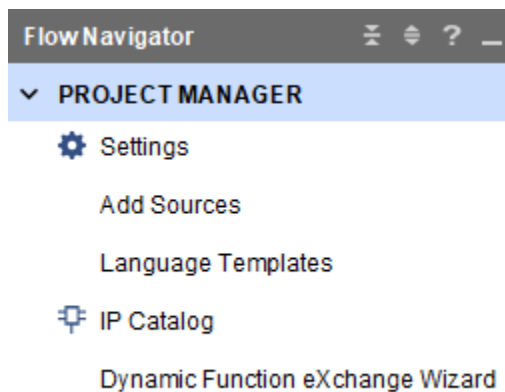 Flow Navigator ?
PROJECT MANAGER
Settings
Add Sources
Language Templates
IP Catalog
Dynamic Function eXchange Wizard